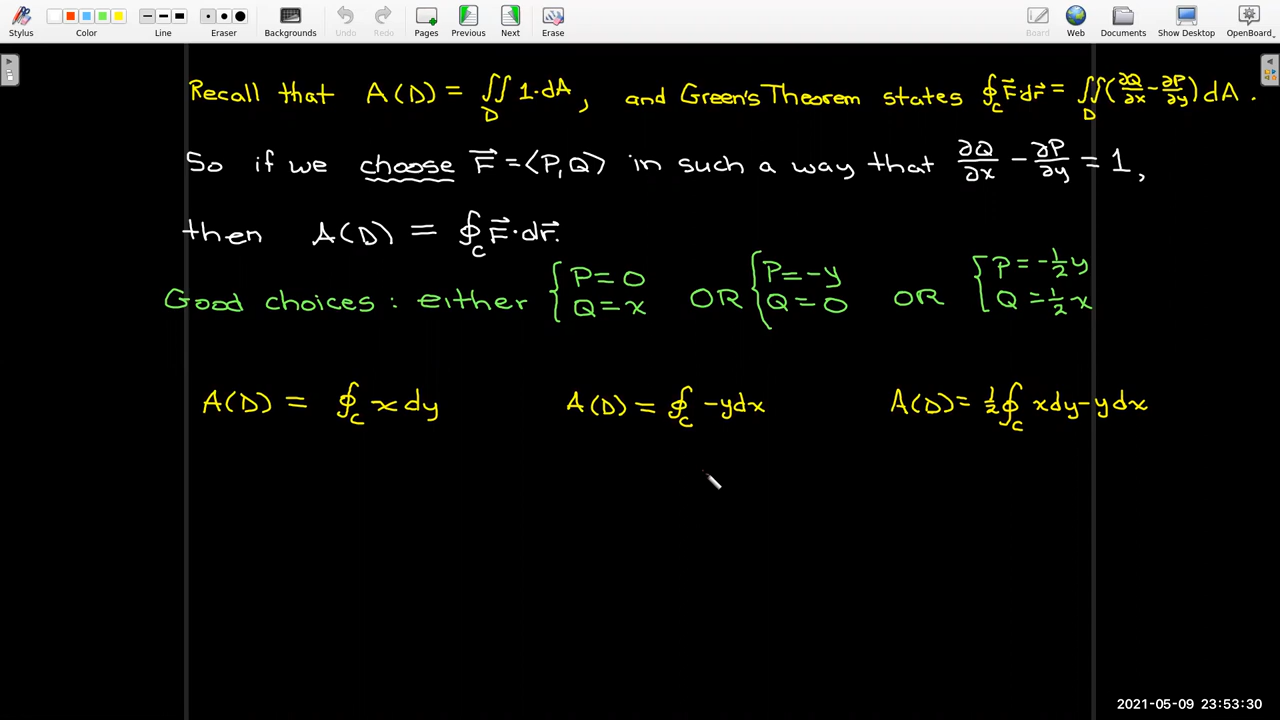 Stylus Color Line Eraser Backgrounds Undo Redo Pages Previous Next Erase Board Web Documents Show Desktop OpenBoard
Recall that A(D) = ∬_D 1·dA, and Green's Theorem states ∮_C F⃗·dr⃗ = ∬_D (∂Q/∂x − ∂P/∂y) dA.
So if we choose F⃗ = ⟨P,Q⟩ in such a way that ∂Q/∂x − ∂P/∂y = 1,
then A(D) = ∮_C F⃗·dr⃗.
Good choices: either { P = 0 Q = x OR { P = −y Q = 0 OR { P = −½y Q = ½x
A(D) = ∮_C x dy A(D) = ∮_C −y dx A(D) = ½ ∮_C x dy − y dx
2021-05-09 23:53:30